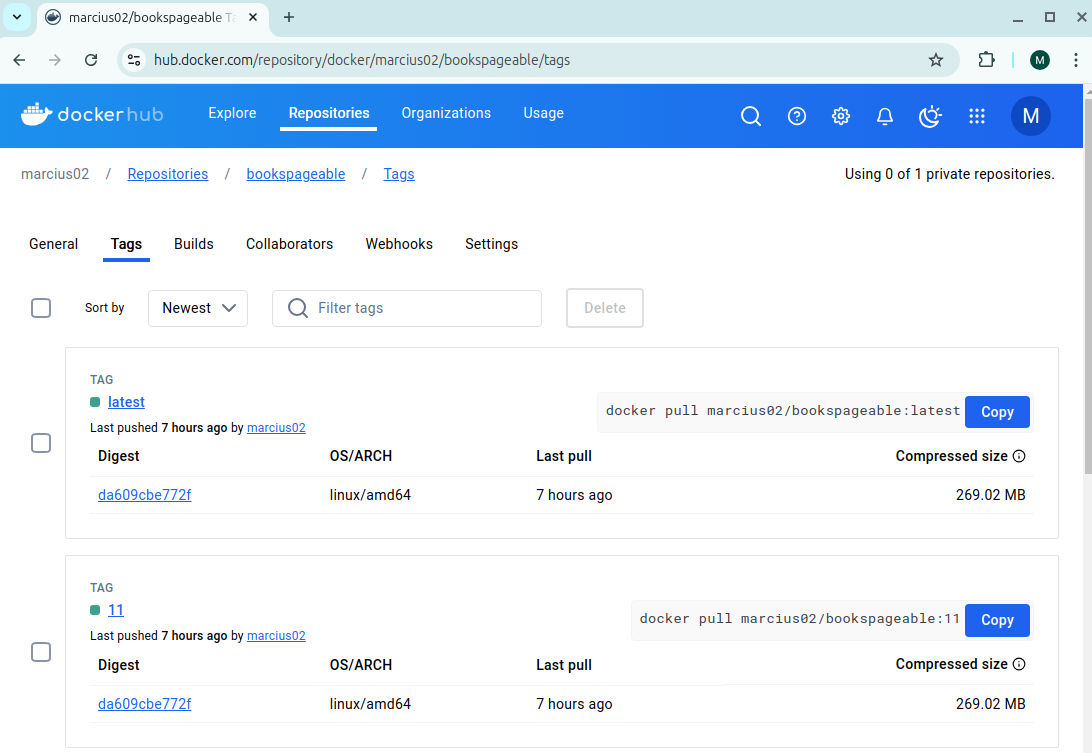 marcius02/bookspageable Ta
hub.docker.com/repository/docker/marcius02/bookspageable/tags
M
dockerhub
Explore
Repositories
Organizations
Usage
M
marcius02 / Repositories / bookspageable / Tags
Using 0 of 1 private repositories.
General
Tags
Builds
Collaborators
Webhooks
Settings
Sort by
Newest
Filter tags
Delete
TAG
latest
Last pushed 7 hours ago by marcius02
docker pull marcius02/bookspageable:latest
Copy
Digest OS/ARCH Last pull Compressed size
da609cbe772f linux/amd64 7 hours ago 269.02 MB
TAG
11
Last pushed 7 hours ago by marcius02
docker pull marcius02/bookspageable:11
Copy
Digest OS/ARCH Last pull Compressed size
da609cbe772f linux/amd64 7 hours ago 269.02 MB